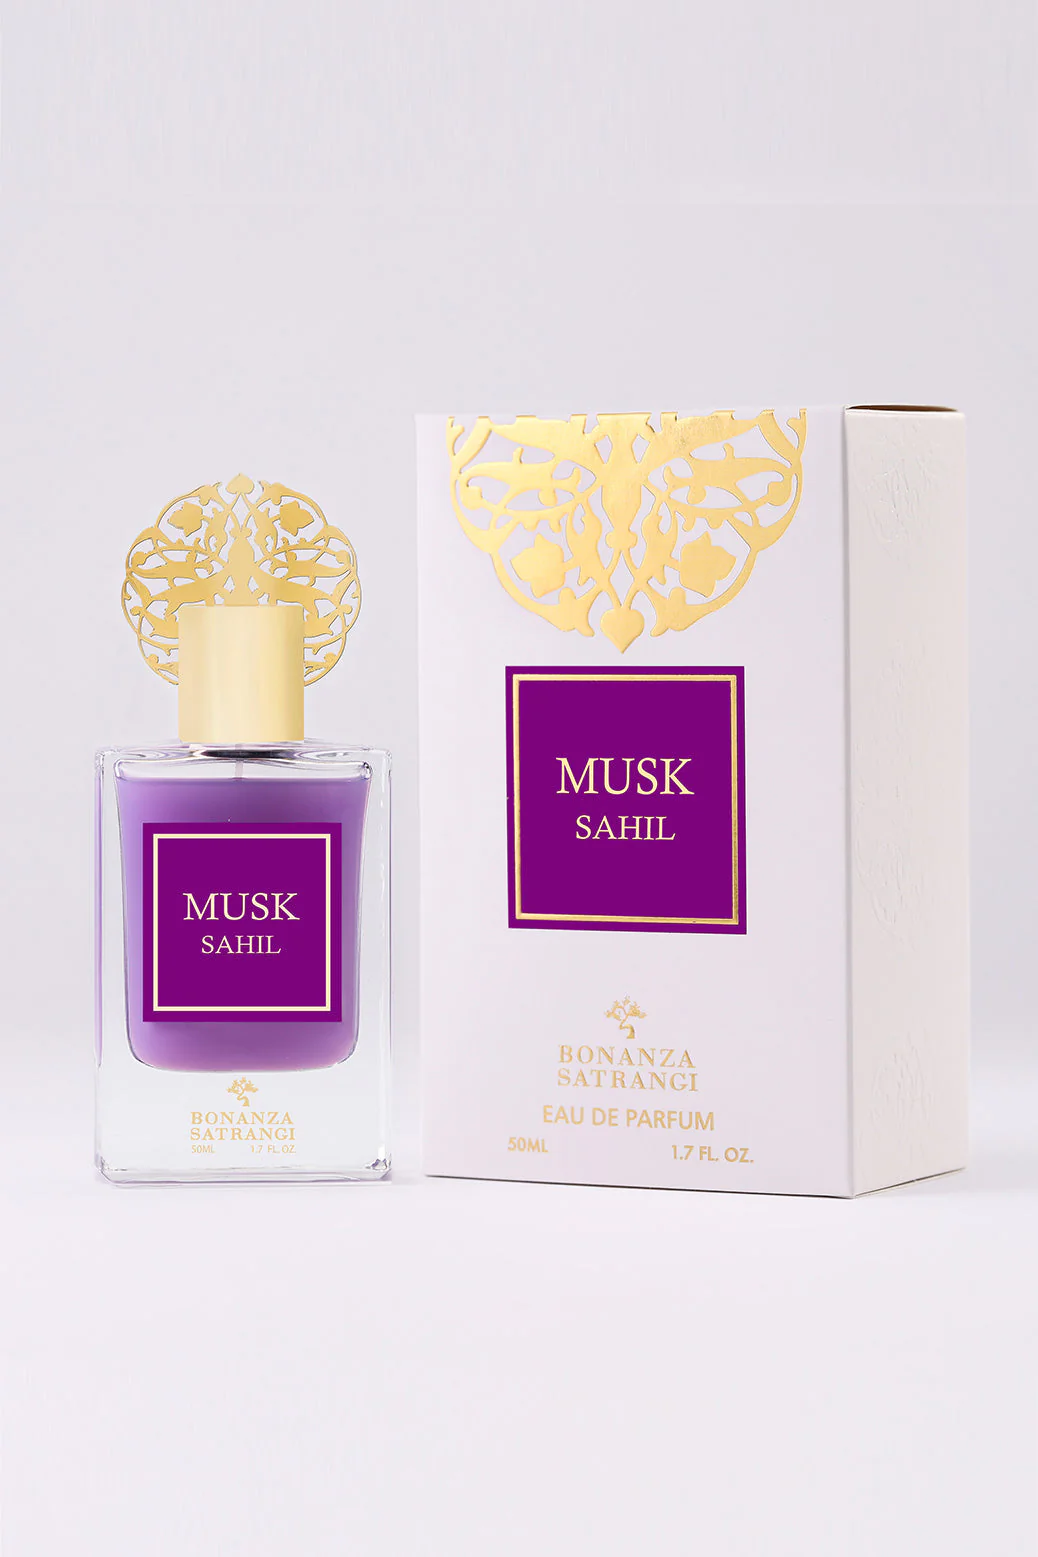 MUSK
SAHIL
BONANZA
SATRANGI
50ML 1.7 FL. OZ.
MUSK
SAHIL
BONANZA
SATRANGI
EAU DE PARFUM
50ML 1.7 FL. OZ.